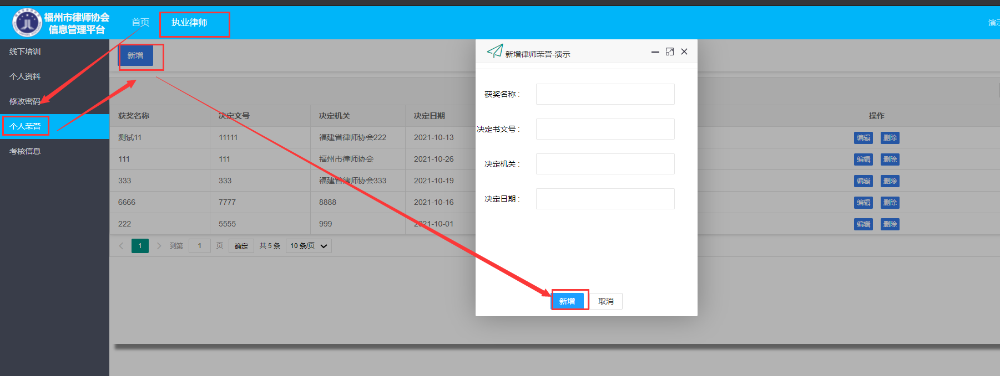 福州市律师协会
信息管理平台
首页
执业律师
演示
线下培训
个人资料
修改密码
个人荣誉
考核信息
新增
获奖名称 决定文号 决定机关 决定日期 操作
测试11 11111 福建省律师协会222 2021-10-13 编辑 删除
111 111 福州市律师协会 2021-10-26 编辑 删除
333 333 福建省律师协会333 2021-10-19 编辑 删除
6666 7777 8888 2021-10-16 编辑 删除
222 5555 999 2021-10-01 编辑 删除
1 到第 1 页 确定 共 5 条 10 条/页
新增律师荣誉-演示
获奖名称 :
决定书文号 :
决定机关 :
决定日期 :
新增 取消